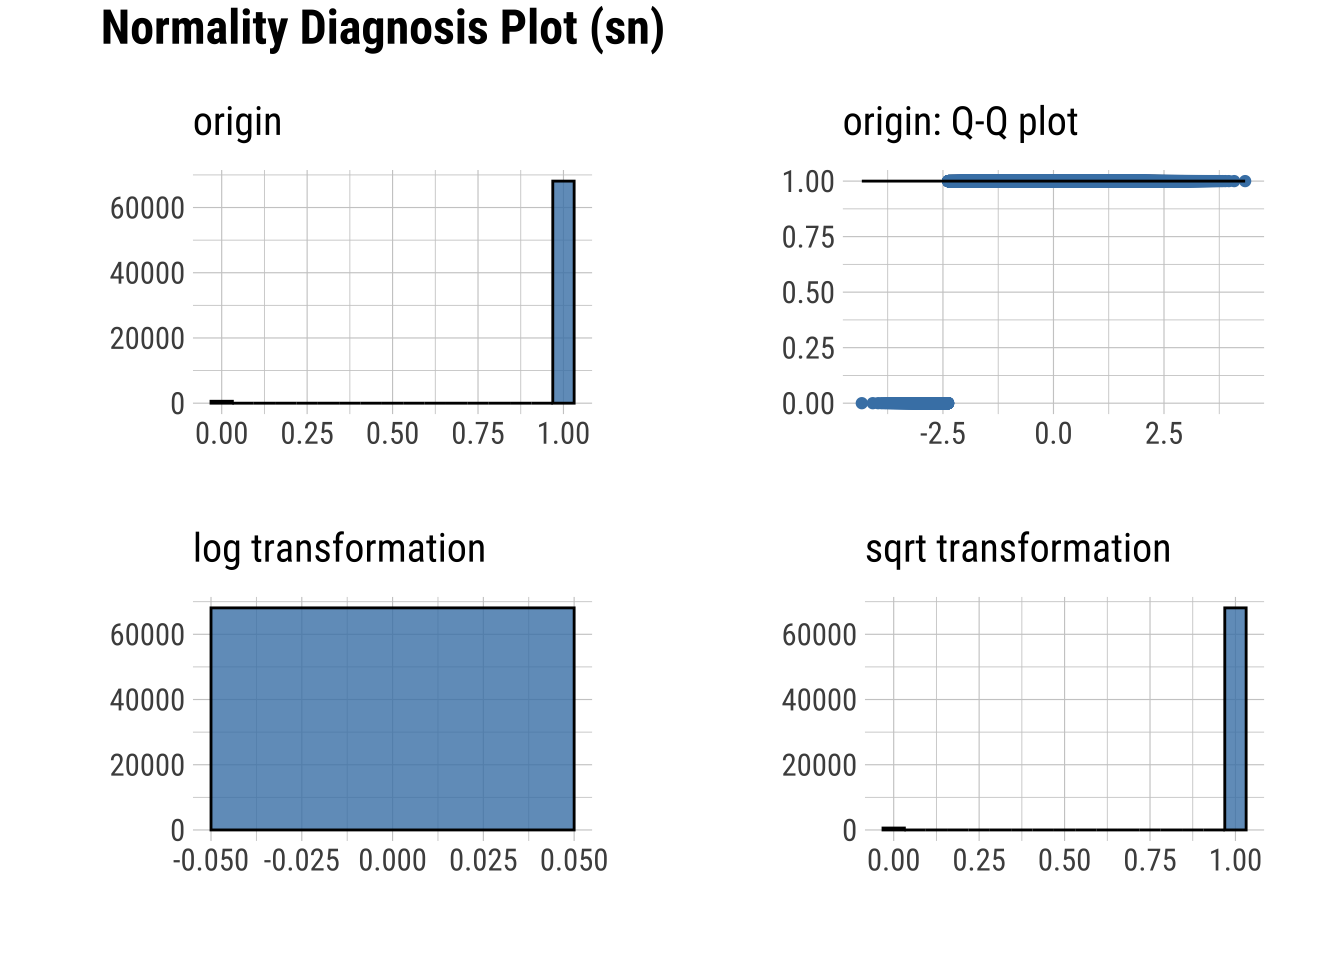 Normality Diagnosis Plot (sn)
origin
60000
40000
20000
0
0.00 0.25 0.50 0.75 1.00
origin: Q-Q plot
1.00
0.75
0.50
0.25
0.00
-2.5 0.0 2.5
log transformation
60000
40000
20000
0
-0.050 -0.025 0.000 0.025 0.050
sqrt transformation
60000
40000
20000
0
0.00 0.25 0.50 0.75 1.00